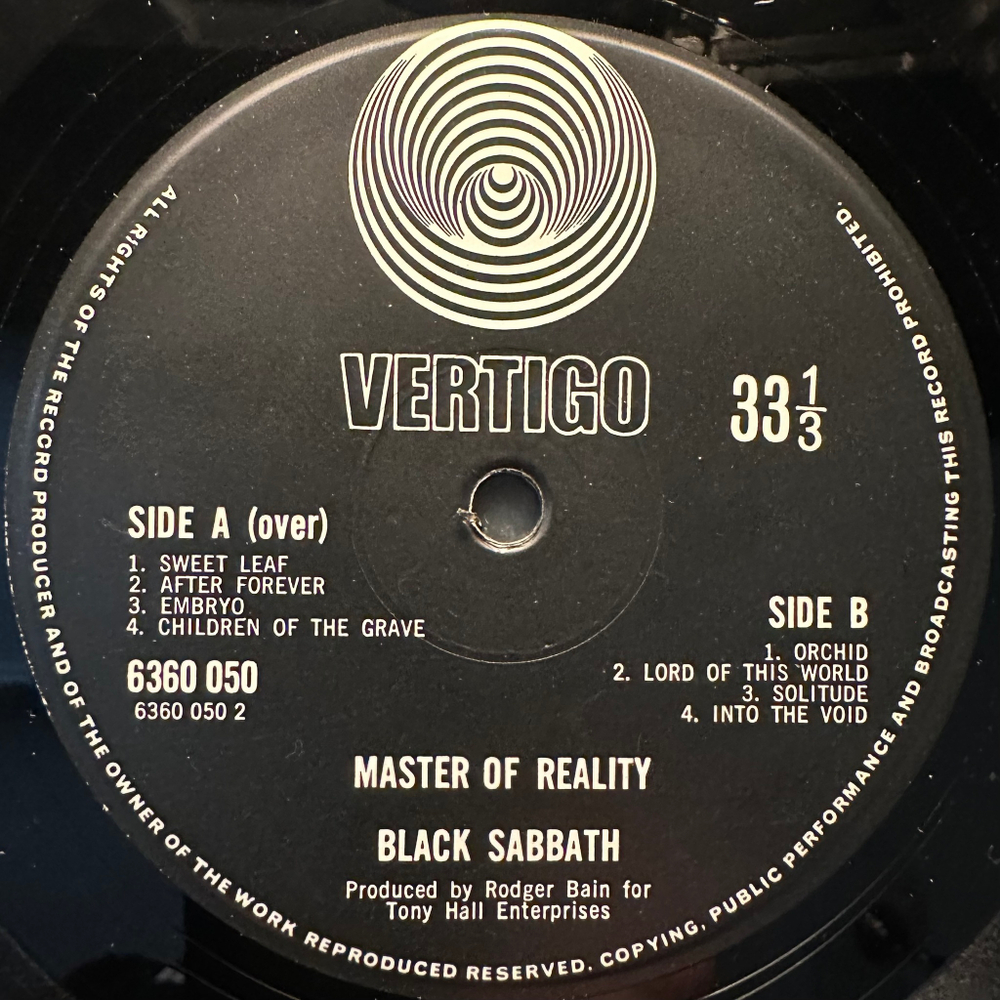 VERTIGO
33 1/3
SIDE A (over)
1. SWEET LEAF
2. AFTER FOREVER
3. EMBRYO
4. CHILDREN OF THE GRAVE
6360 050
6360 050 2
SIDE B
1. ORCHID
2. LORD OF THIS WORLD
3. SOLITUDE
4. INTO THE VOID
MASTER OF REALITY
BLACK SABBATH
Produced by Rodger Bain for
Tony Hall Enterprises
ALL RIGHTS OF THE RECORD PRODUCER AND OF THE OWNER OF THE WORK REPRODUCED RESERVED. COPYING, PUBLIC PERFORMANCE AND BROADCASTING THIS RECORD PROHIBITED.